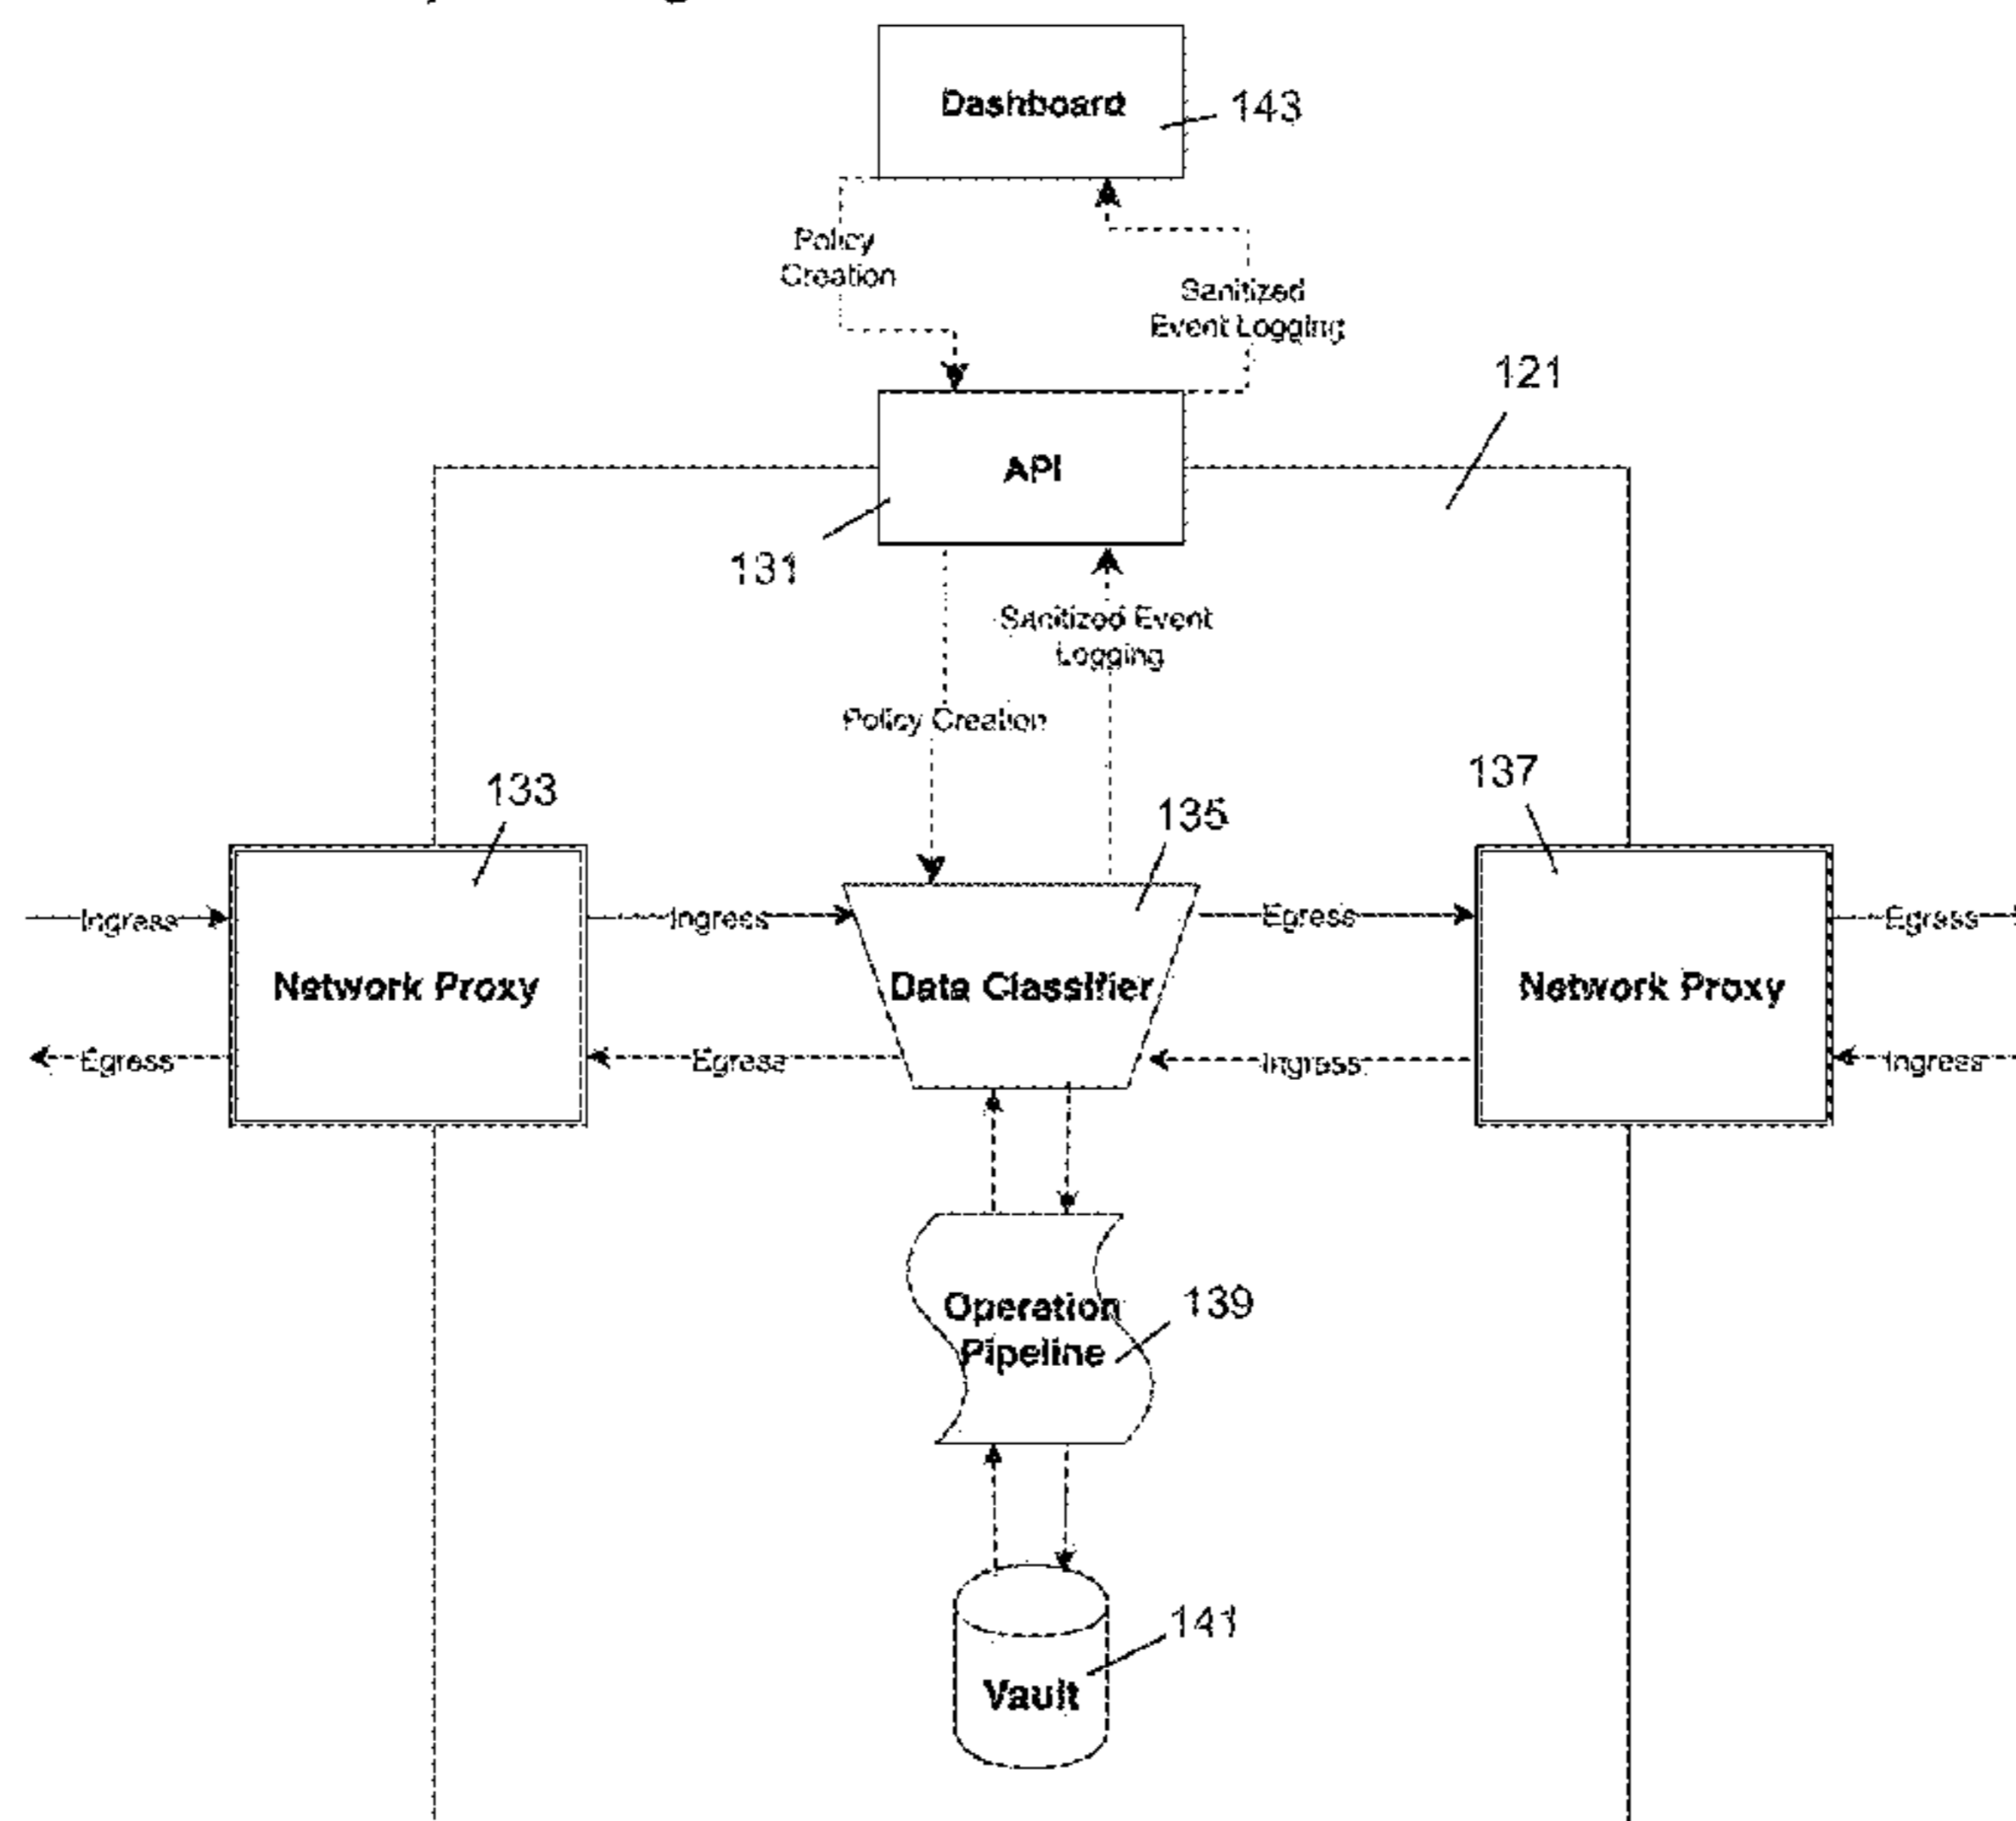 Dashboard
143
Policy
Creation
Sanitized
Event Logging
121
API
131
Sanitized Event
Logging
Policy Creation
133
135
137
Ingress
Ingress
Egress
Egress
Network Proxy
Data Classifier
Network Proxy
Egress
Egress
Ingress
Ingress
Operation
Pipeline
139
141
Vault